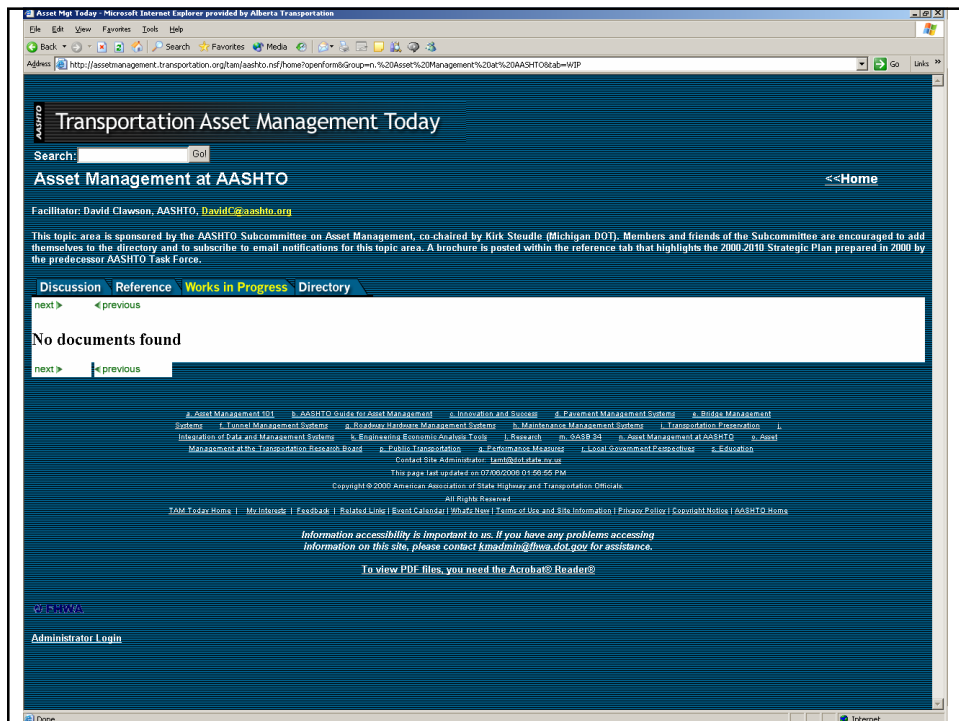 Asset Mgt Today - Microsoft Internet Explorer provided by Alberta Transportation
File Edit View Favorites Tools Help
Back Search Favorites Media
Address http://assetmanagement.transportation.org/tam/aashto.nsf/home?openform&Group=n.%20Asset%20Management%20at%20AASHTO&tab=WIP Go Links »
AASHTO
Transportation Asset Management Today
Search: Go!
Asset Management at AASHTO <<Home
Facilitator: David Clawson, AASHTO, DavidC@aashto.org
This topic area is sponsored by the AASHTO Subcommittee on Asset Management, co-chaired by Kirk Steudle (Michigan DOT). Members and friends of the Subcommittee are encouraged to add
themselves to the directory and to subscribe to email notifications for this topic area. A brochure is posted within the reference tab that highlights the 2000-2010 Strategic Plan prepared in 2000 by
the predecessor AASHTO Task Force.
Discussion Reference Works in Progress Directory
next previous
No documents found
next previous
a. Asset Management 101 b. AASHTO Guide for Asset Management c. Innovation and Success d. Pavement Management Systems e. Bridge Management
Systems f. Tunnel Management Systems g. Roadway Hardware Management Systems h. Maintenance Management Systems i. Transportation Preservation j.
Integration of Data and Management Systems k. Engineering Economic Analysis Tools l. Research m. GASB 34 n. Asset Management at AASHTO o. Asset
Management at the Transportation Research Board p. Public Transportation q. Performance Measures r. Local Government Perspectives s. Education
Contact Site Administrator: tamt@dot.state.ny.us
This page last updated on 07/06/2006 01:56:55 PM
Copyright © 2000 American Association of State Highway and Transportation Officials.
All Rights Reserved
TAM Today Home | My Interests | Feedback | Related Links | Event Calendar | What's New | Terms of Use and Site Information | Privacy Policy | Copyright Notice | AASHTO Home
Information accessibility is important to us. If you have any problems accessing
information on this site, please contact kmadmin@fhwa.dot.gov for assistance.
To view PDF files, you need the Acrobat® Reader®
FHWA
Administrator Login
Done Internet